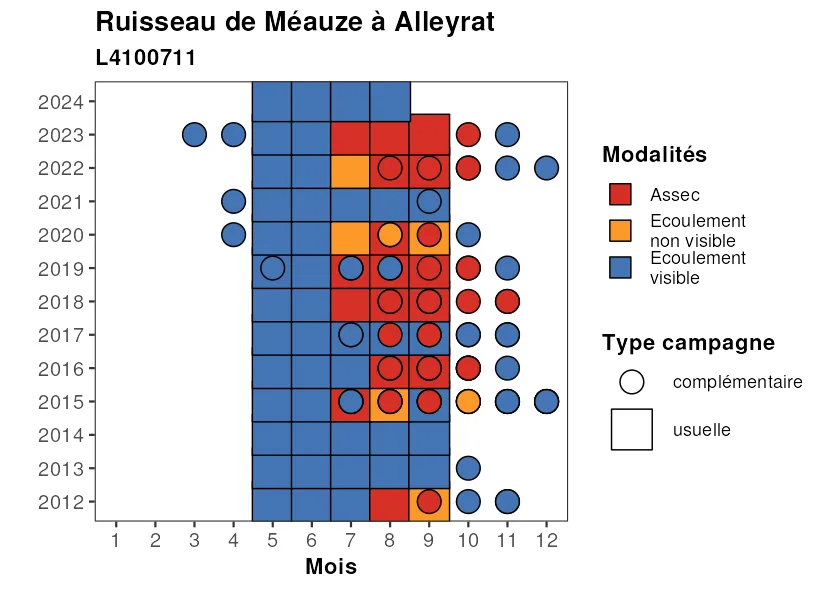 Ruisseau de Méauze à Alleyrat
L4100711
2024
2023
2022
2021
2020
2019
2018
2017
2016
2015
2014
2013
2012
1 2 3 4 5 6 7 8 9 10 11 12
Mois
Modalités
Assec
Ecoulement
non visible
Ecoulement
visible
Type campagne
complémentaire
usuelle